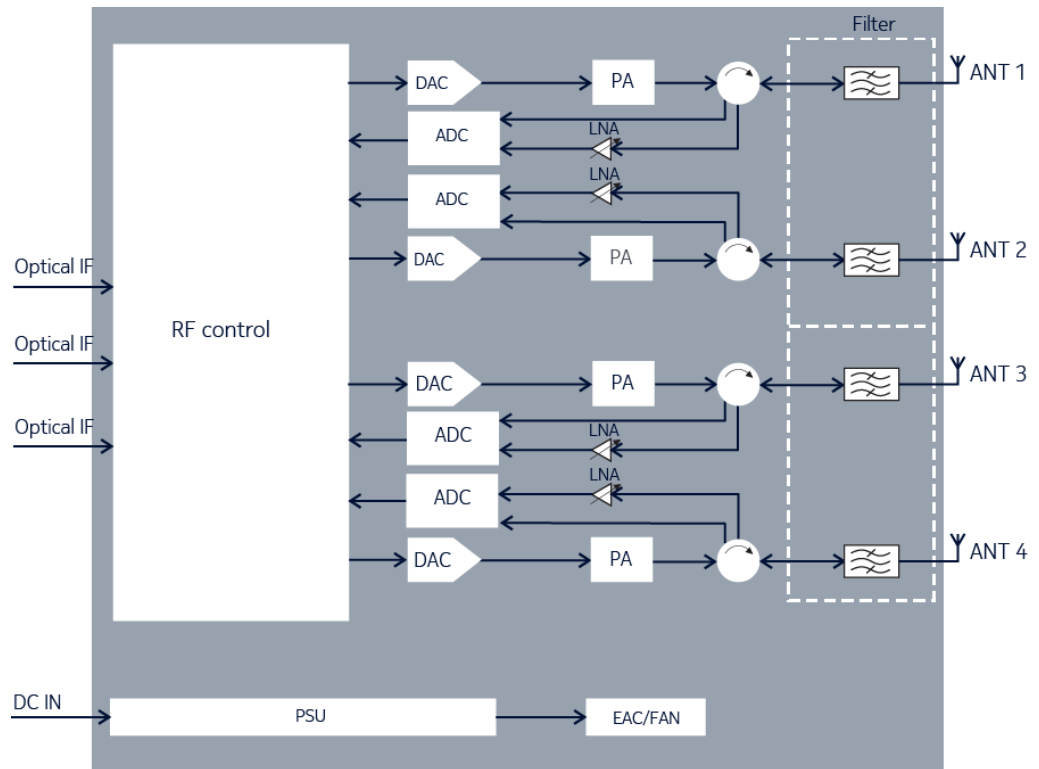 Filter
DAC
PA
ANT 1
ADC
LNA
LNA
ADC
DAC
PA
ANT 2
Optical IF
RF control
Optical IF
DAC
PA
ANT 3
Optical IF
ADC
LNA
LNA
ADC
DAC
PA
ANT 4
DC IN
PSU
EAC/FAN